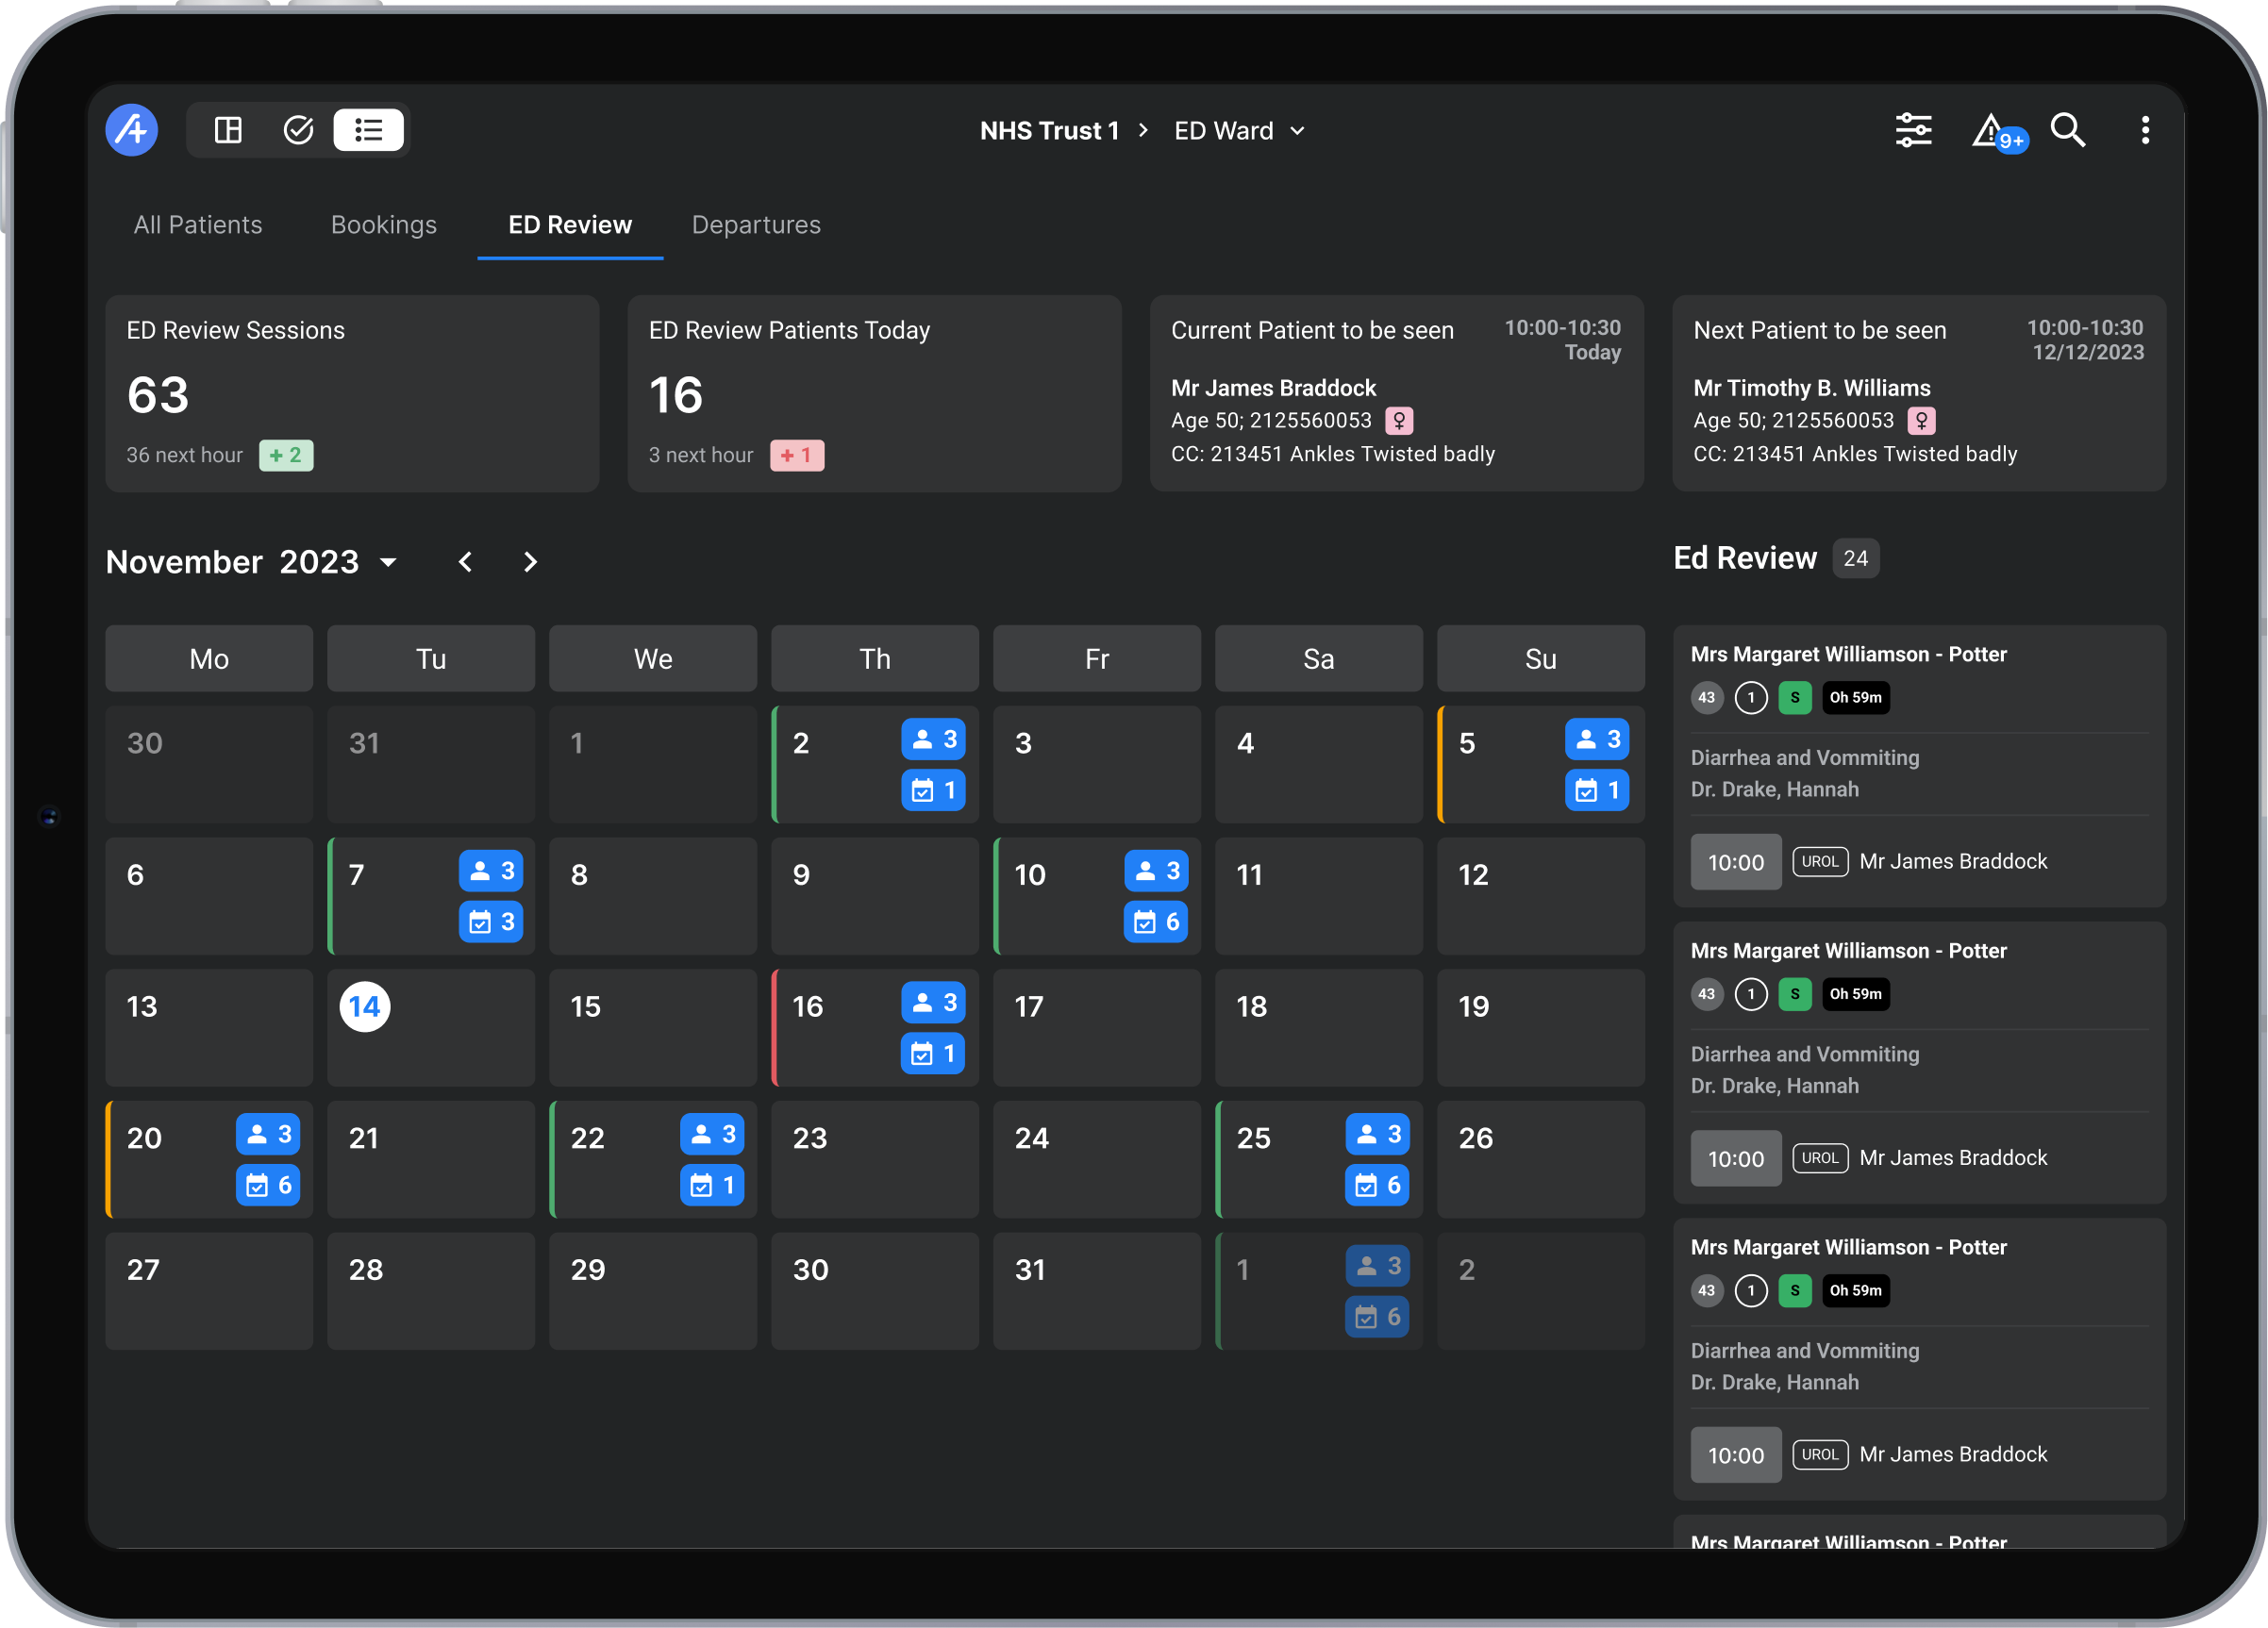 NHS Trust 1 > ED Ward
9+
All Patients Bookings ED Review Departures
ED Review Sessions
63
36 next hour + 2
ED Review Patients Today
16
3 next hour + 1
Current Patient to be seen 10:00-10:30
Today
Mr James Braddock
Age 50; 2125560053
CC: 213451 Ankles Twisted badly
Next Patient to be seen 10:00-10:30
12/12/2023
Mr Timothy B. Williams
Age 50; 2125560053
CC: 213451 Ankles Twisted badly
November 2023
Mo Tu We Th Fr Sa Su
30 31 1 2 3 3 4 5 3
1 1
6 7 3 8 9 10 3 11 12
3 6
13 14 15 16 3 17 18 19
1
20 3 21 22 3 23 24 25 3 26
6 1 6
27 28 29 30 31 1 3 2
6
Ed Review 24
Mrs Margaret Williamson - Potter
43 1 S 0h 59m
Diarrhea and Vommiting
Dr. Drake, Hannah
10:00 UROL Mr James Braddock
Mrs Margaret Williamson - Potter
43 1 S 0h 59m
Diarrhea and Vommiting
Dr. Drake, Hannah
10:00 UROL Mr James Braddock
Mrs Margaret Williamson - Potter
43 1 S 0h 59m
Diarrhea and Vommiting
Dr. Drake, Hannah
10:00 UROL Mr James Braddock
Mrs Margaret Williamson - Potter